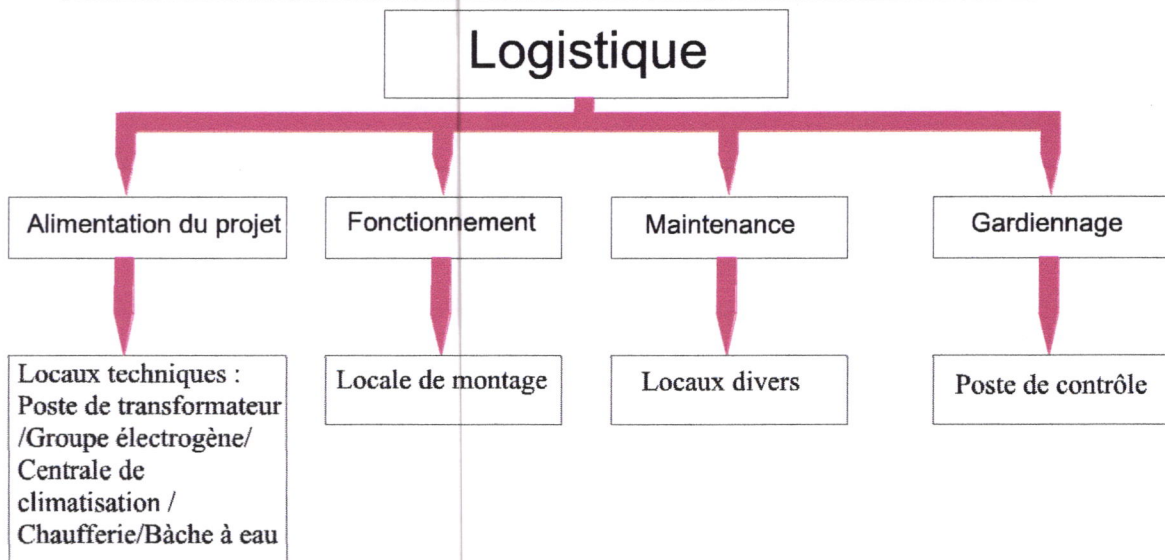 Logistique
Alimentation du projet
Fonctionnement
Maintenance
Gardiennage
Locaux techniques :
Poste de transformateur
/Groupe électrogène/
Centrale de
climatisation /
Chaufferie/Bàche à eau
Locale de montage
Locaux divers
Poste de contrôle